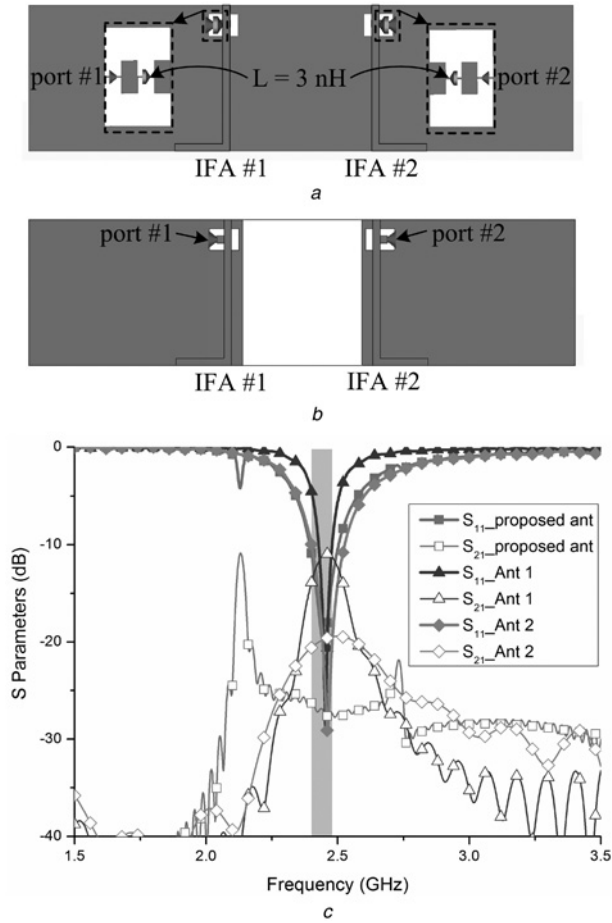 port #1
L = 3 nH
port #2
IFA #1
IFA #2
a
port #1
port #2
IFA #1
IFA #2
b
0
-10
-20
-30
-40
S Parameters (dB)
S₁₁_proposed ant
S₂₁_proposed ant
S₁₁_Ant 1
S₂₁_Ant 1
S₁₁_Ant 2
S₂₁_Ant 2
1.5
2.0
2.5
3.0
3.5
Frequency (GHz)
c